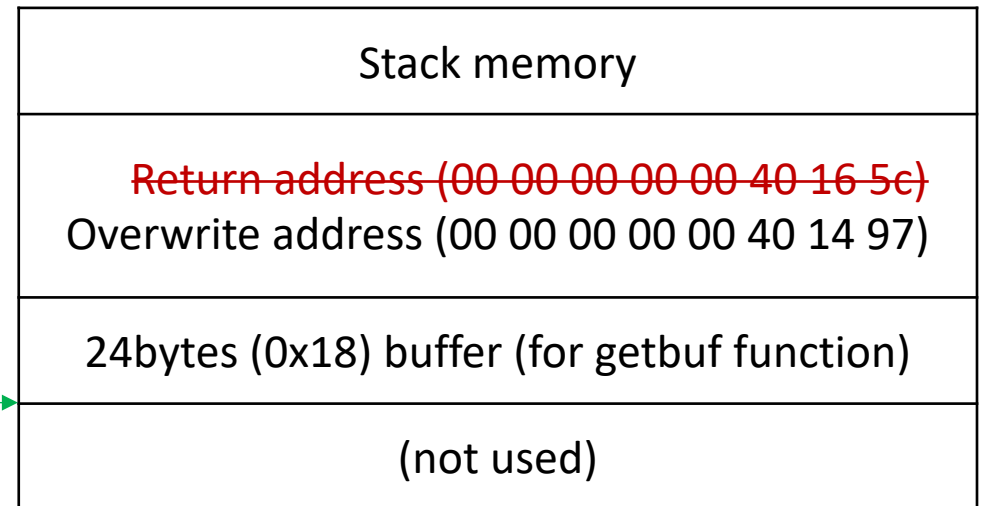 Stack memory
Return address (00 00 00 00 00 40 16 5c)
Overwrite address (00 00 00 00 00 40 14 97)
24bytes (0x18) buffer (for getbuf function)
(not used)